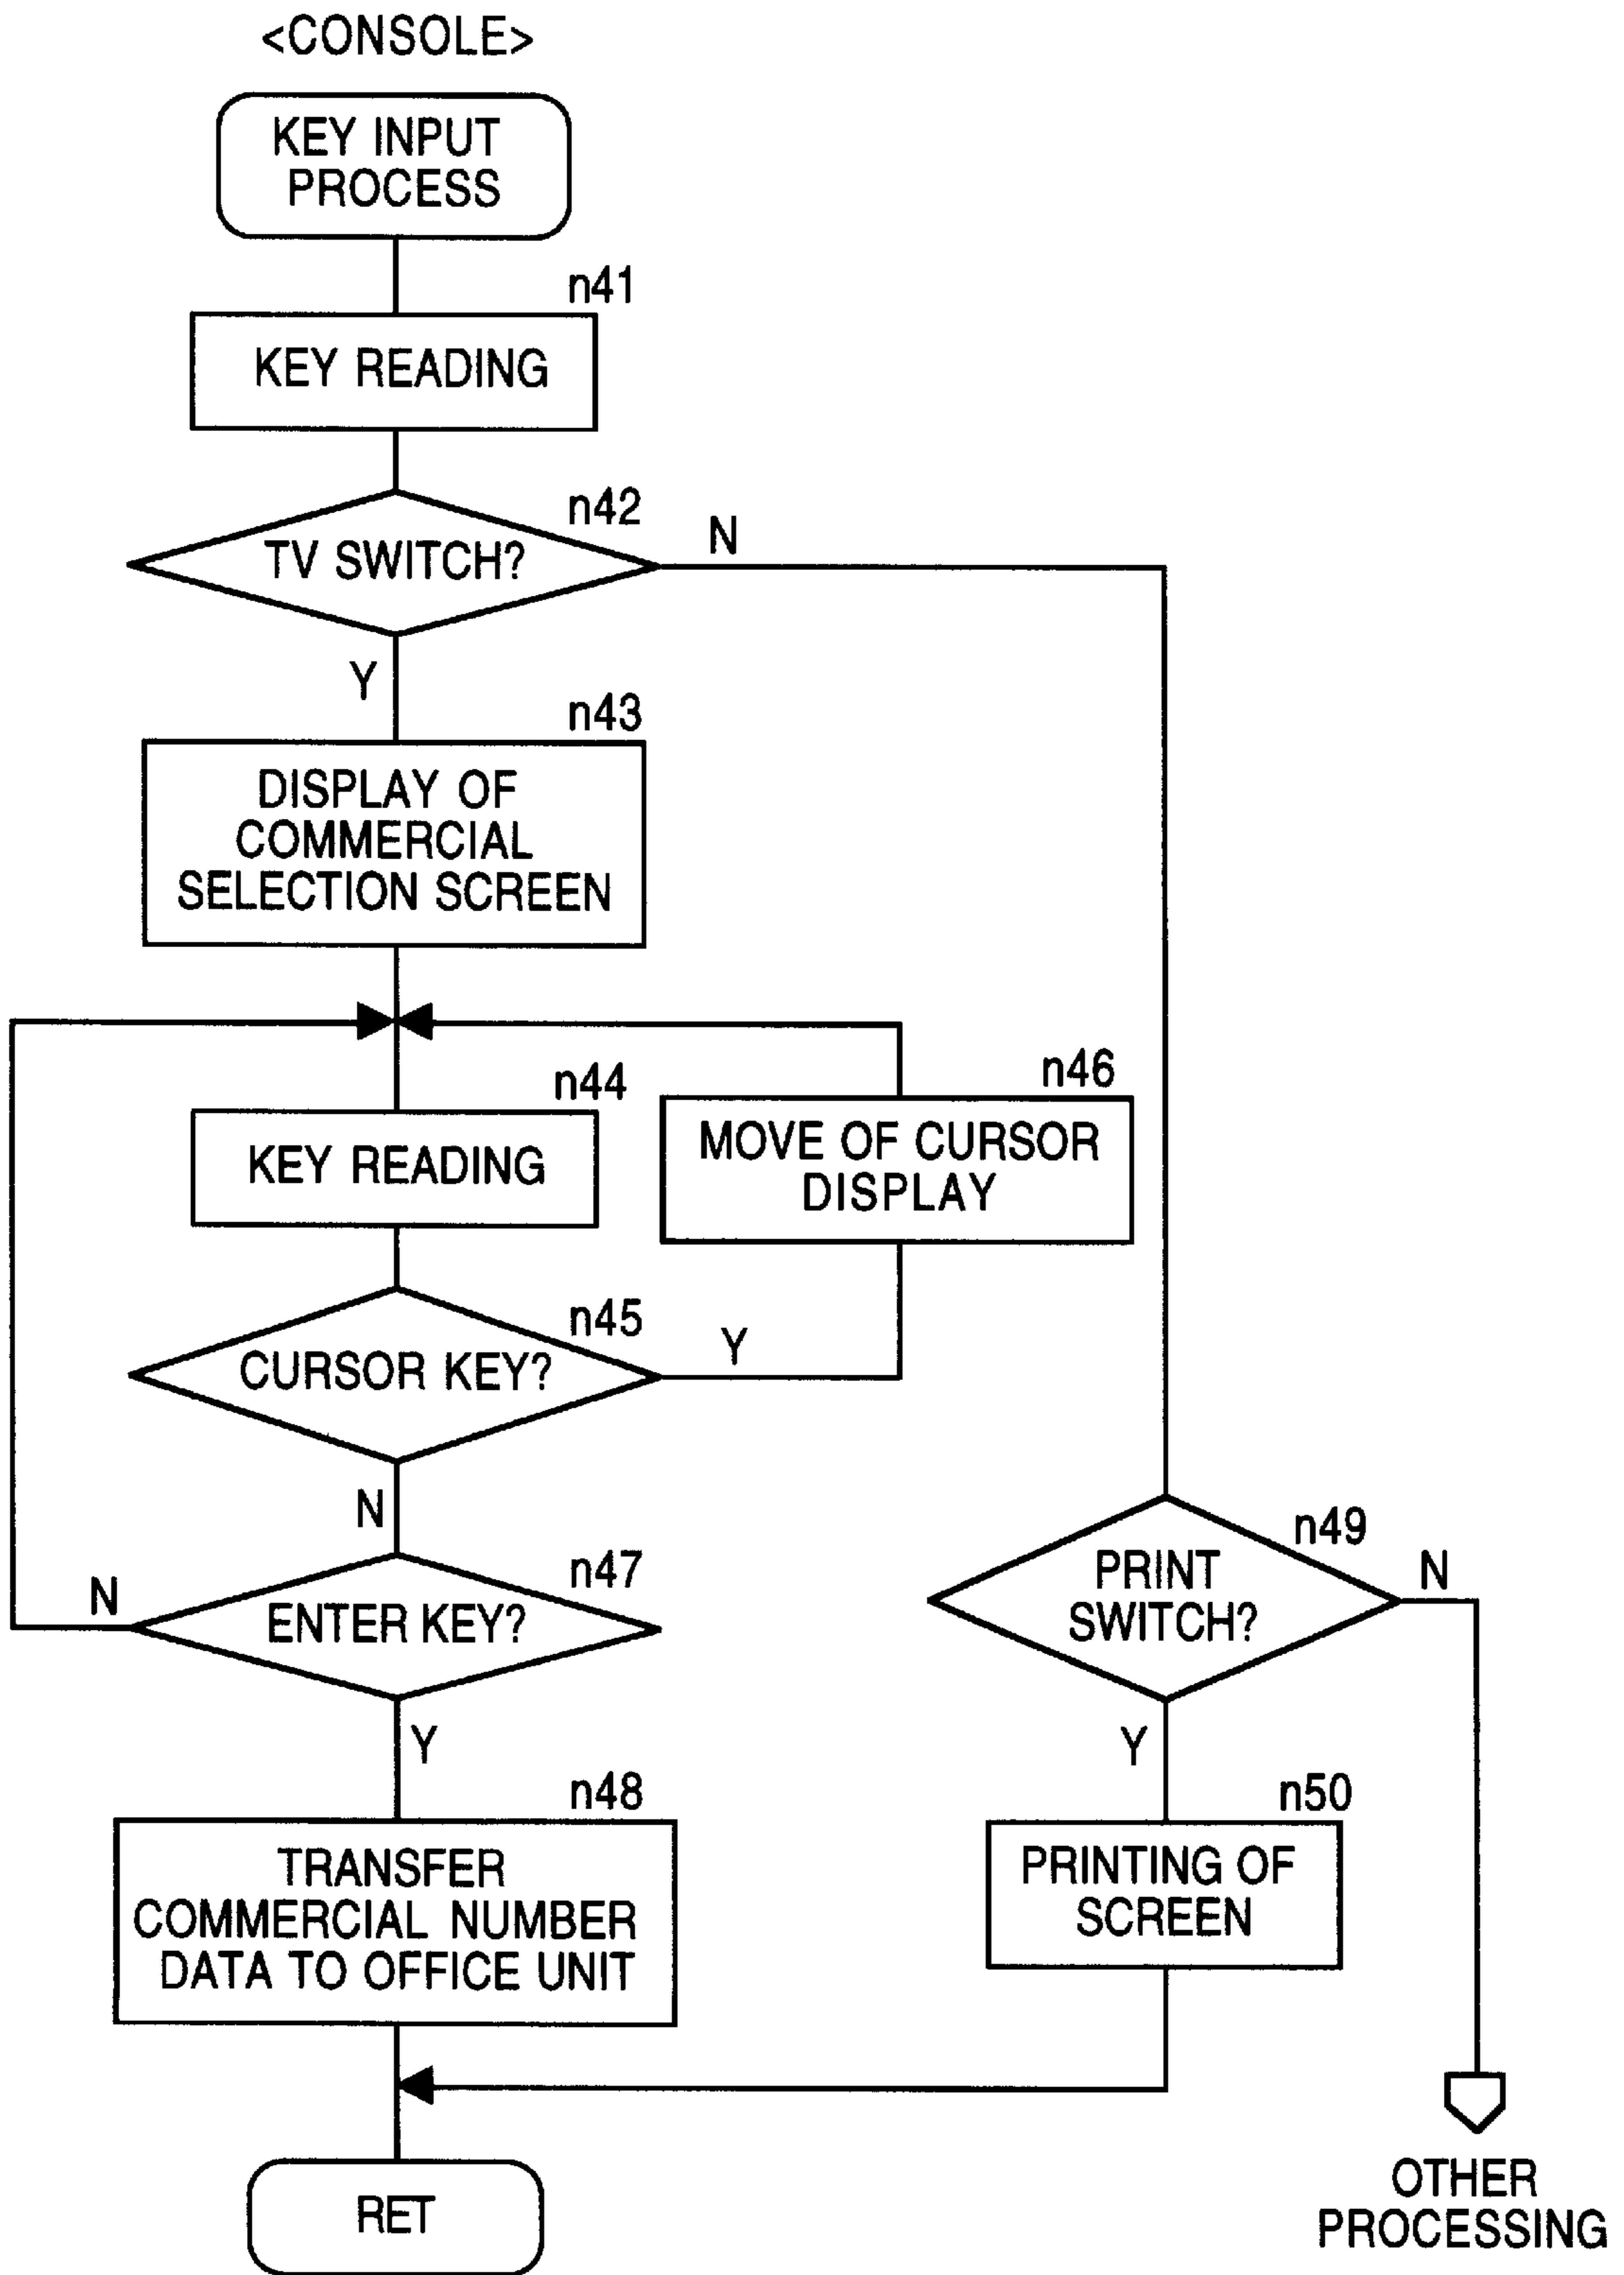 <CONSOLE>
KEY INPUT
PROCESS
n41
KEY READING
n42
TV SWITCH?
N
Y
n43
DISPLAY OF
COMMERCIAL
SELECTION SCREEN
n44
KEY READING
n46
MOVE OF CURSOR
DISPLAY
n45
CURSOR KEY?
Y
N
n47
ENTER KEY?
N
Y
n48
TRANSFER
COMMERCIAL NUMBER
DATA TO OFFICE UNIT
n49
PRINT
SWITCH?
N
Y
n50
PRINTING OF
SCREEN
RET
OTHER
PROCESSING